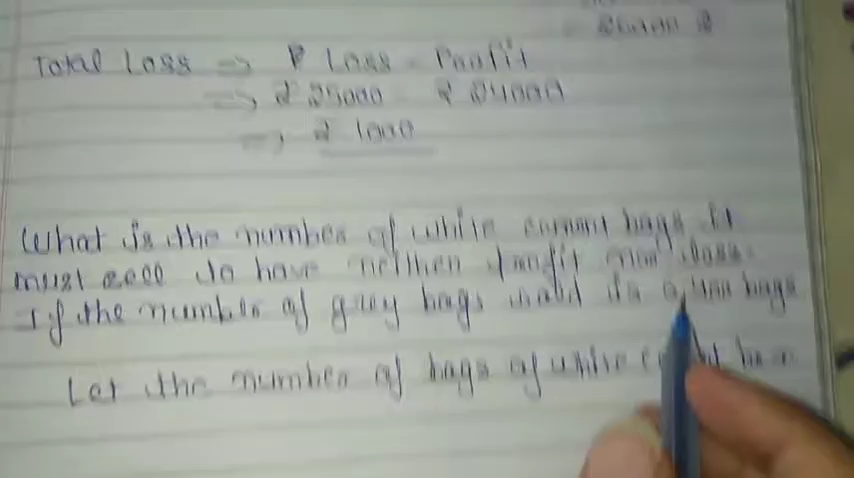 Total Loss => Loss - Profit
=> ₹ 25000 - ₹ 24000
=> ₹ 1000
What is the number of white cement bags it
must sell to have neither profit nor loss.
If the number of grey bags sold is bags
Let the number of bags of white be x